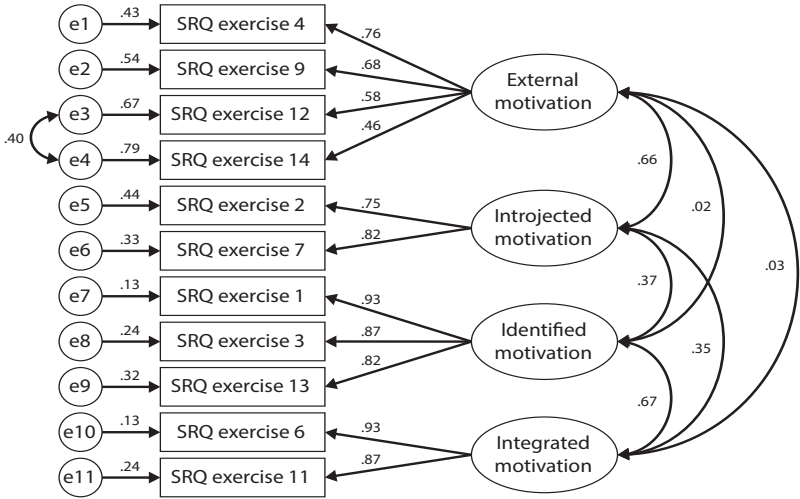 e1 .43 SRQ exercise 4
.76
e2 .54 SRQ exercise 9
.68
External
motivation
e3 .67 SRQ exercise 12
.58
.40
e4 .79 SRQ exercise 14
.46
.66
e5 .44 SRQ exercise 2
.75
Introjected
motivation
.02
e6 .33 SRQ exercise 7
.82
.03
e7 .13 SRQ exercise 1
.93
.37
e8 .24 SRQ exercise 3
.87
Identified
motivation
.35
e9 .32 SRQ exercise 13
.82
.67
e10 .13 SRQ exercise 6
.93
Integrated
motivation
e11 .24 SRQ exercise 11
.87